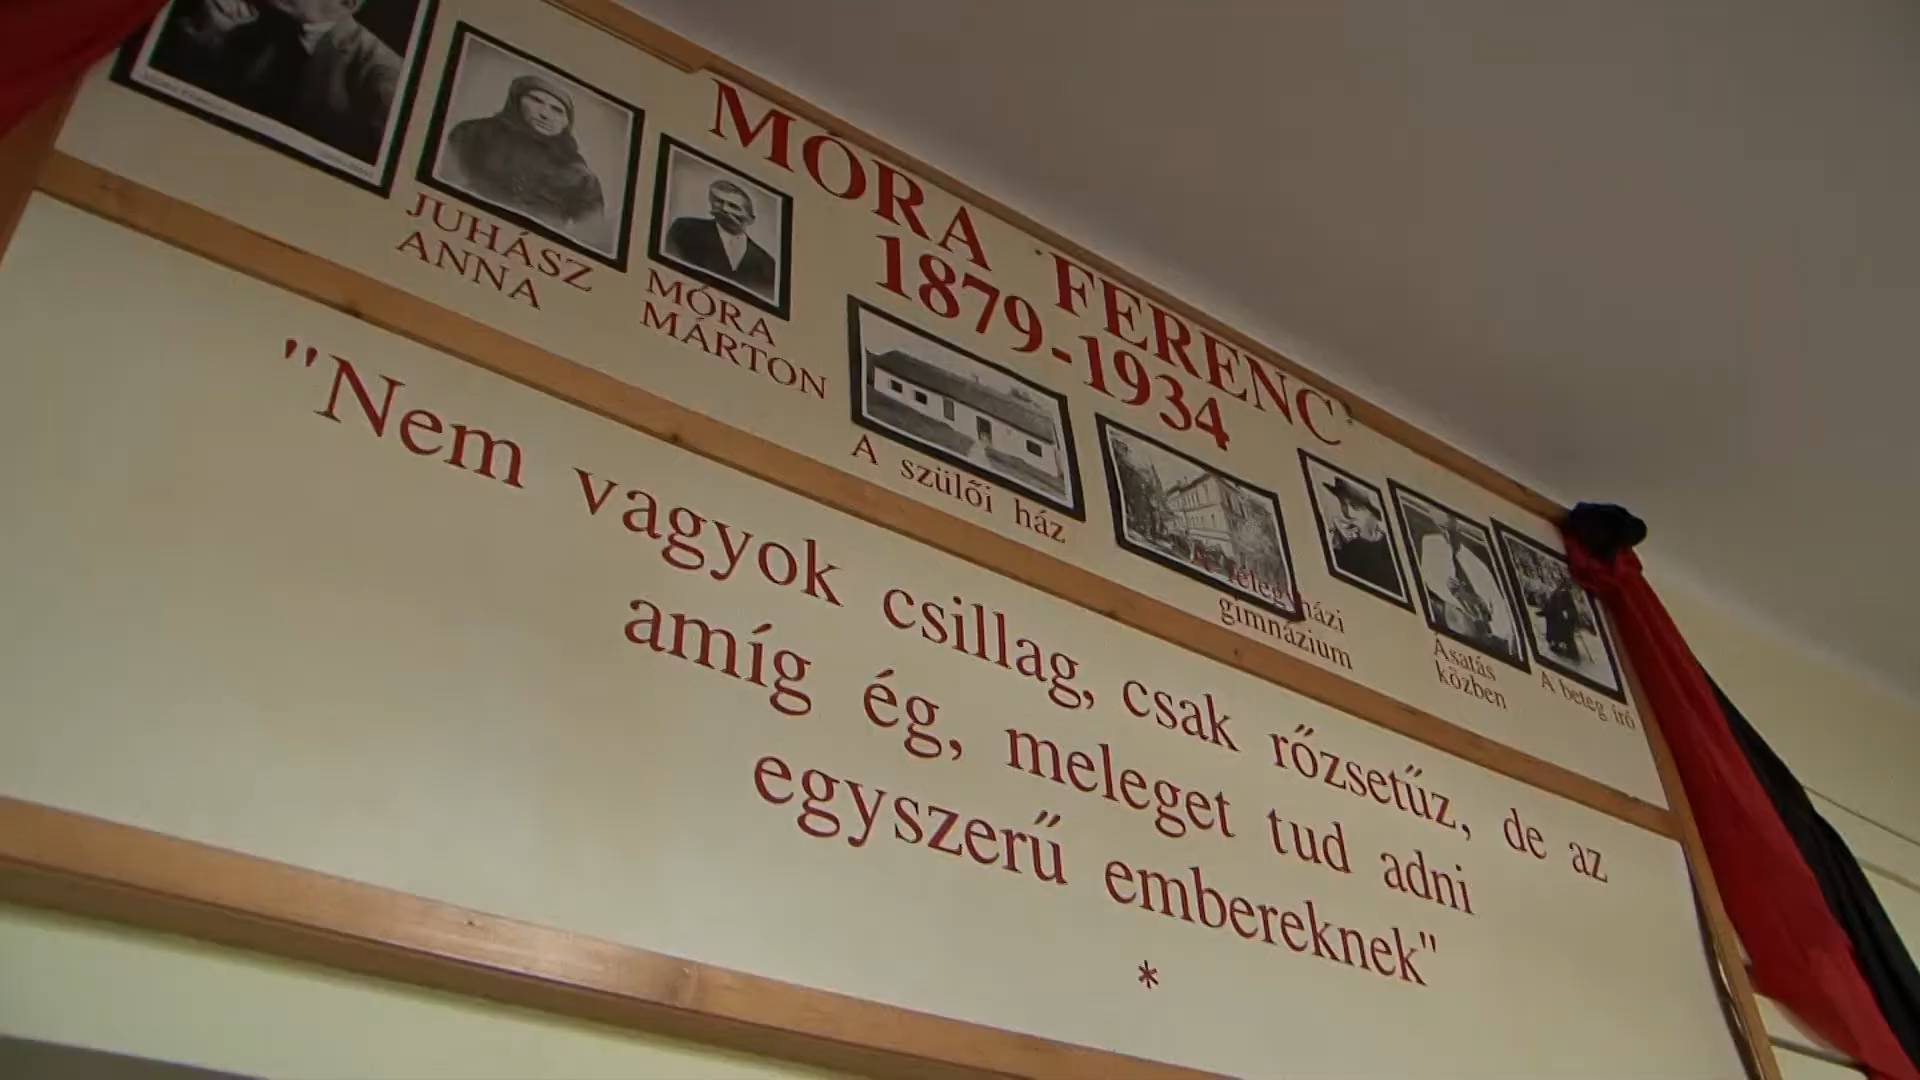 MÓRA FERENC
1879-1934
JUHÁSZ
ANNA
MÓRA
MÁRTON
A szülői ház
gimnázium
Ásatás
közben
A beteg író
"Nem vagyok csillag, csak rőzsetűz, de az
amíg ég, meleget tud adni
egyszerű embereknek"
*